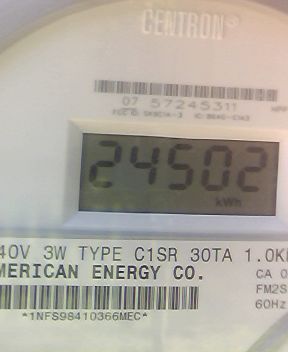 CENTRON®
07 57245311
24502
kWh
40V 3W TYPE C1SR 30TA 1.0K
MERICAN ENERGY CO.
CA 0
FM2S
60Hz
*1NFS98410366MEC*